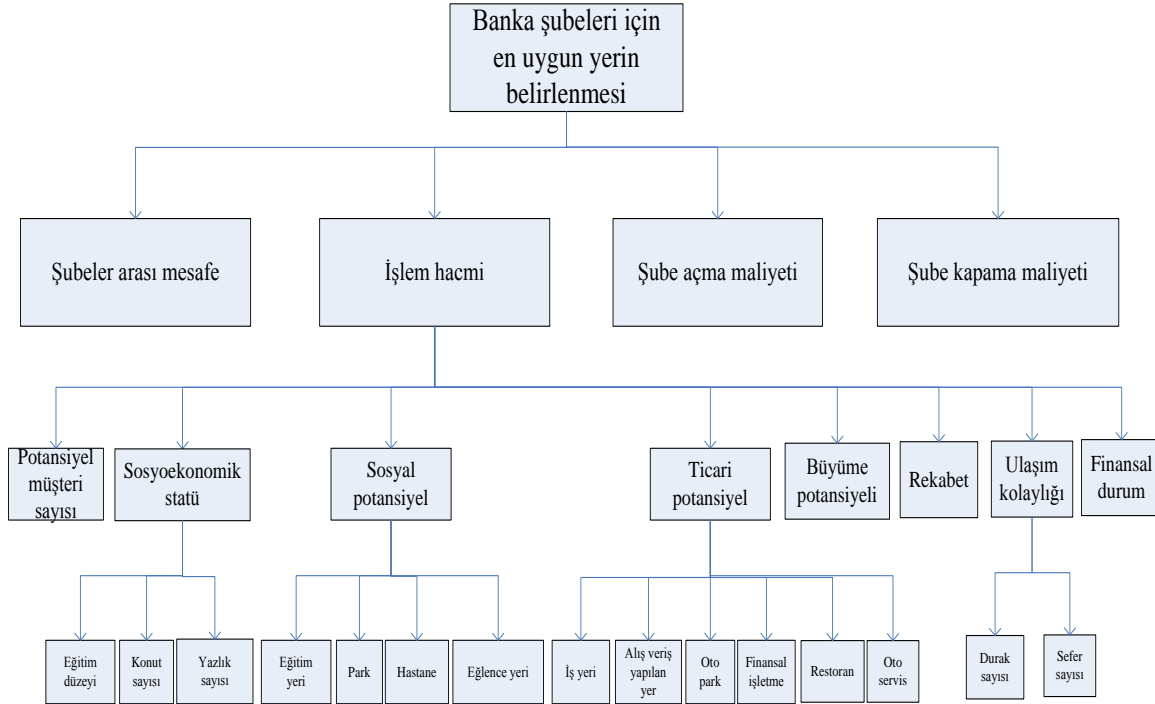 Banka şubeleri için
en uygun yerin
belirlenmesi
Şubeler arası mesafe
İşlem hacmi
Şube açma maliyeti
Şube kapama maliyeti
Potansiyel
müşteri
sayısı
Sosyoekonomik
statü
Sosyal
potansiyel
Ticari
potansiyel
Büyüme
potansiyeli
Rekabet
Ulaşım
kolaylığı
Finansal
durum
Eğitim
düzeyi
Konut
sayısı
Yazlık
sayısı
Eğitim
yeri
Park
Hastane
Eğlence yeri
İş yeri
Alış veriş
yapılan
yer
Oto
park
Finansal
işletme
Restoran
Oto
servis
Durak
sayısı
Sefer
sayısı